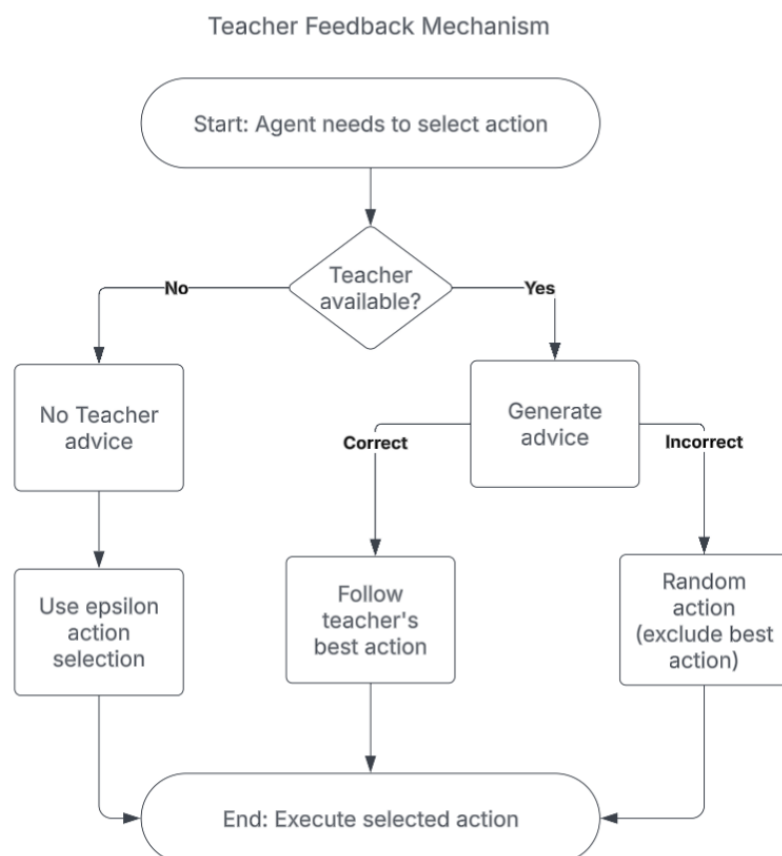 Teacher Feedback Mechanism
Start: Agent needs to select action
Teacher
available?
No
Yes
No Teacher
advice
Generate
advice
Correct
Incorrect
Use epsilon
action
selection
Follow
teacher's
best action
Random
action
(exclude best
action)
End: Execute selected action